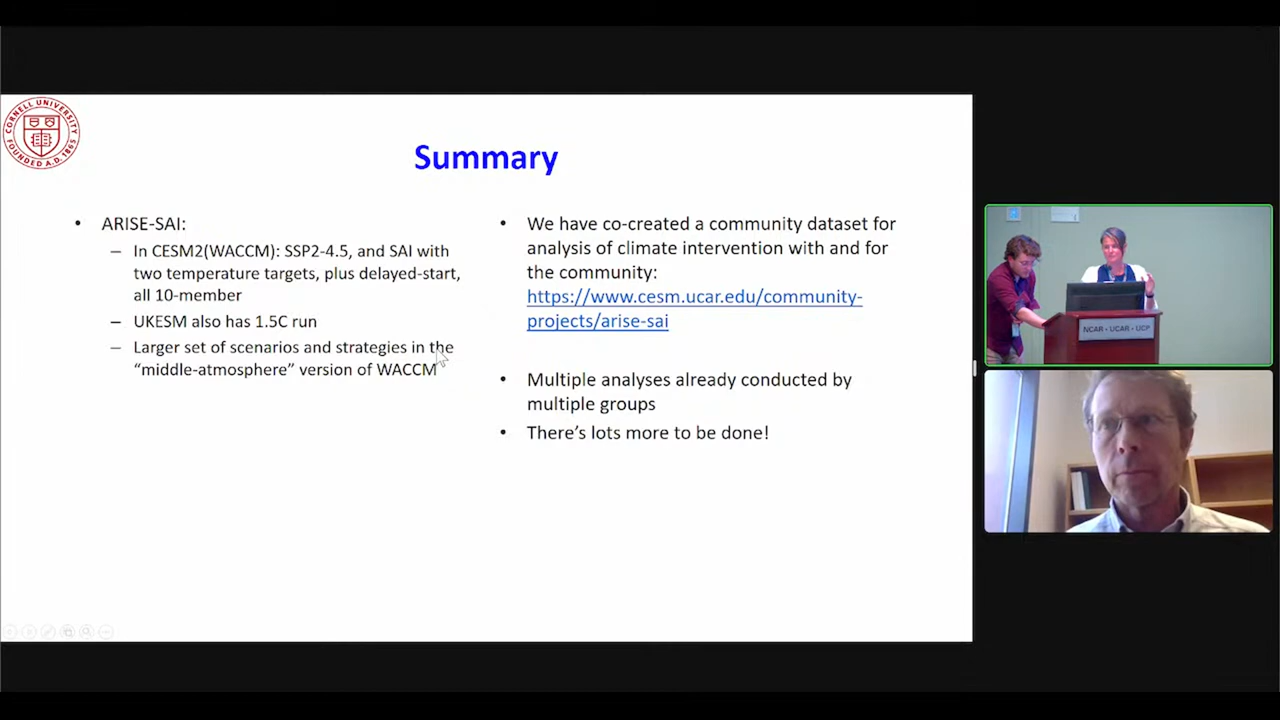 CORNELL UNIVERSITY
FOUNDED A.D. 1865
Summary
• ARISE-SAI:
– In CESM2(WACCM): SSP2-4.5, and SAI with
two temperature targets, plus delayed-start,
all 10-member
– UKESM also has 1.5C run
– Larger set of scenarios and strategies in the
“middle-atmosphere” version of WACCM
• We have co-created a community dataset for
analysis of climate intervention with and for
the community:
https://www.cesm.ucar.edu/community-
projects/arise-sai
• Multiple analyses already conducted by
multiple groups
• There’s lots more to be done!
NCAR • UCAR • UCP